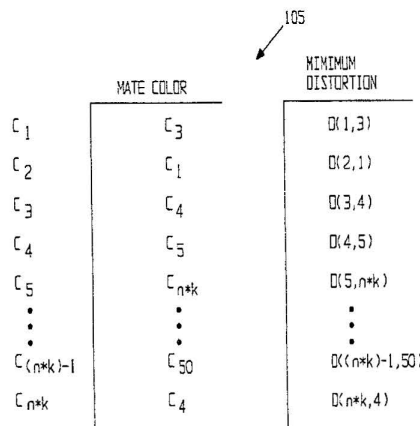 105
MIMIMUM
MATE COLOR DISTORTION
C1 C3 D(1,3)
C2 C1 D(2,1)
C3 C4 D(3,4)
C4 C5 D(4,5)
C5 Cn*k D(5,n*k)
C(n*k)-1 C50 D((n*k)-1,50)
Cn*k C4 D(n*k,4)